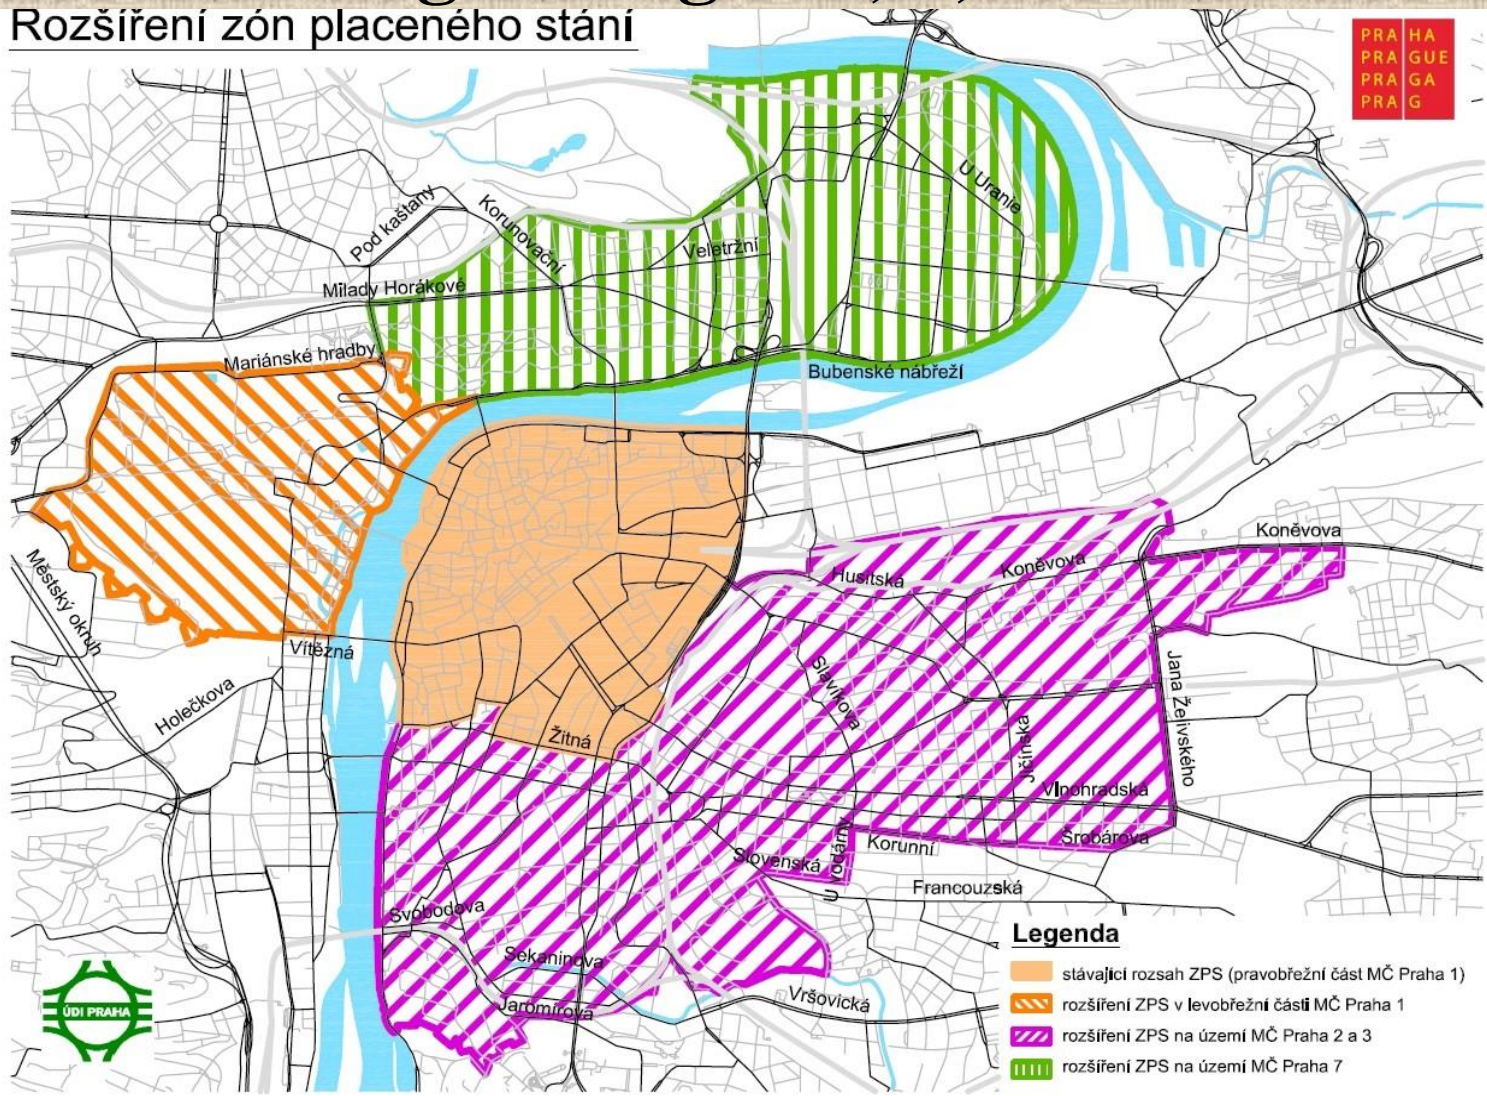 Rozšíření zón placeného stání
PRA HA
PRA GUE
PRA GA
PRA G
U Uranie
Pod kaštany
Korunovační
Veletržní
Milady Horákové
Mariánské hradby
Bubenské nábřeží
Koněvova
Husitská
Koněvova
Městský okruh
Vítězná
Holečkova
Slavíkova
Jana Želivského
Žitná
Jičínská
Vinohradská
Šrobárova
Korunní
U vodárny
Slovenská
Francouzská
Svobodova
Sekaninova
Jaromírova
Vršovická
Legenda
stávající rozsah ZPS (pravobřežní část MČ Praha 1)
rozšíření ZPS v levobřežní části MČ Praha 1
rozšíření ZPS na území MČ Praha 2 a 3
rozšíření ZPS na území MČ Praha 7
ÚDI PRAHA